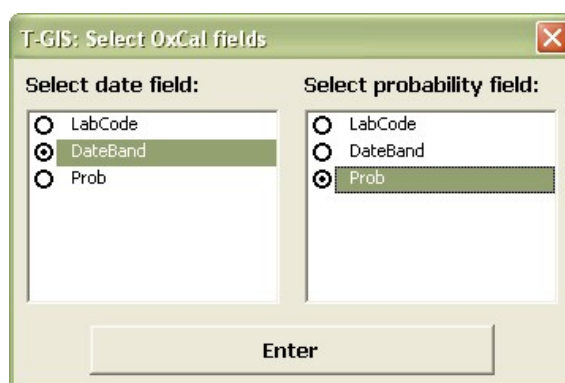 T-GIS: Select OxCal fields
Select date field:
LabCode
DateBand
Prob
Select probability field:
LabCode
DateBand
Prob
Enter